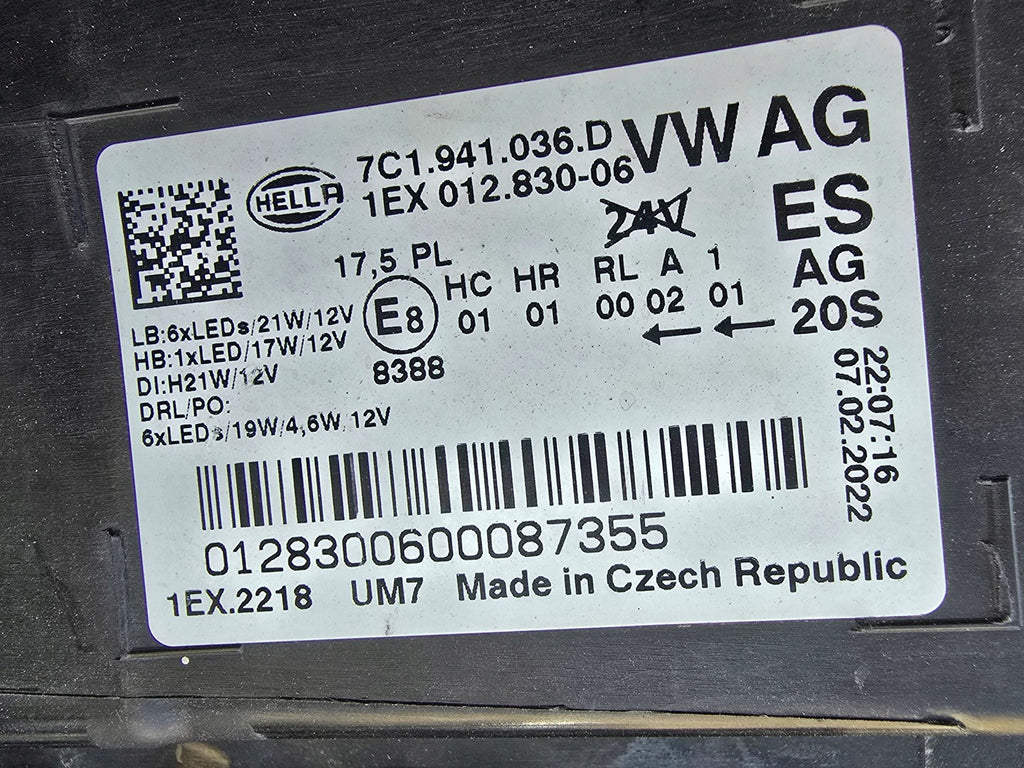 HELLA
7C1.941.036.D
1EX 012.830-06
VW AG
ES
AG
20S
24V
17,5 PL
E8
8388
HC HR RL A 1
01 01 00 02 01
LB:6xLEDs/21W/12V
HB:1xLED/17W/12V
DI:H21W/12V
DRL/PO:
6xLEDs/19W/4,6W 12V
22:07:16
07.02.2022
0128300600087355
1EX.2218 UM7 Made in Czech Republic